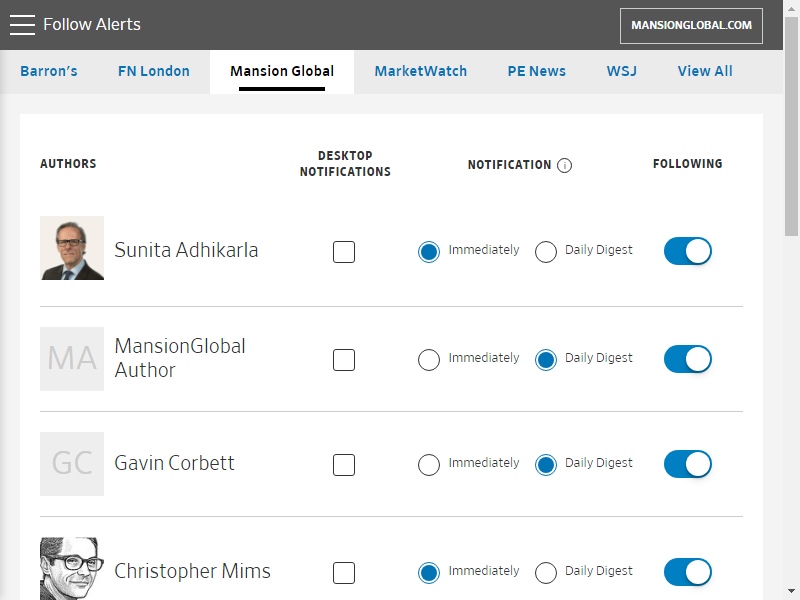 Follow Alerts
MANSIONGLOBAL.COM
Barron's FN London Mansion Global MarketWatch PE News WSJ View All
AUTHORS
DESKTOP
NOTIFICATIONS
NOTIFICATION i
FOLLOWING
Sunita Adhikarla
Immediately Daily Digest
MA
MansionGlobal
Author
Immediately Daily Digest
GC
Gavin Corbett
Immediately Daily Digest
Christopher Mims
Immediately Daily Digest